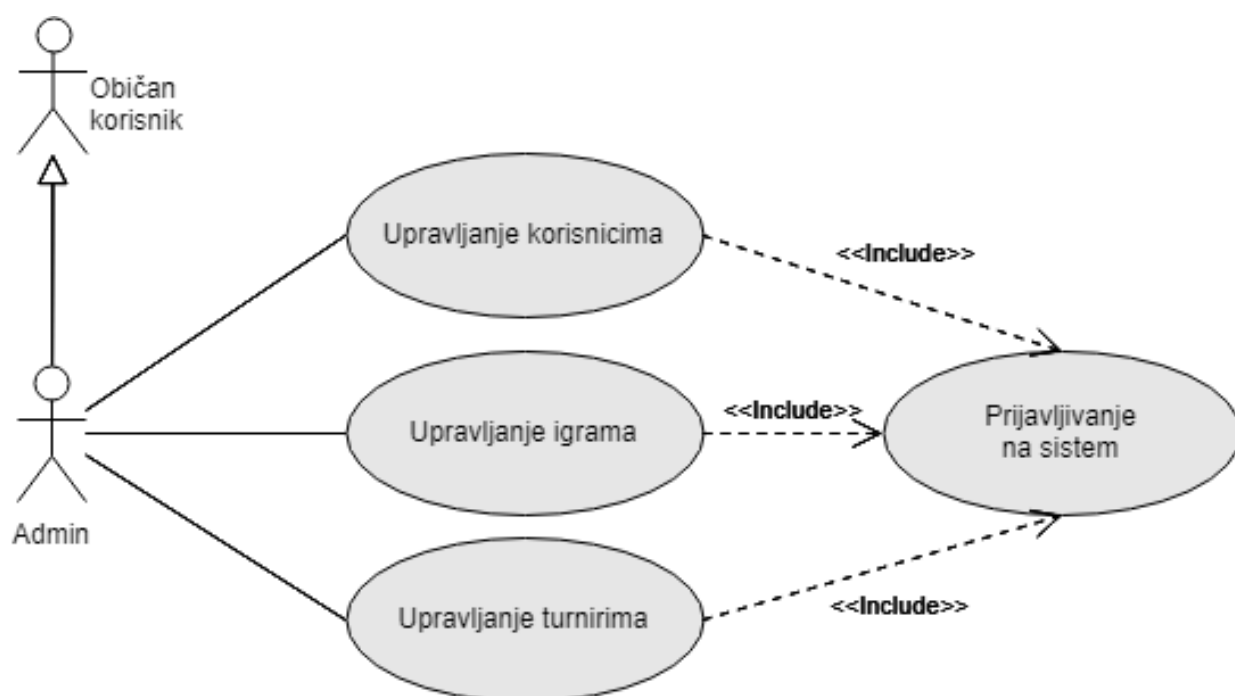 Običan
korisnik
Upravljanje korisnicima
<<Include>>
Upravljanje igrama
<<Include>>
Prijavljivanje
na sistem
Admin
Upravljanje turnirima
<<Include>>